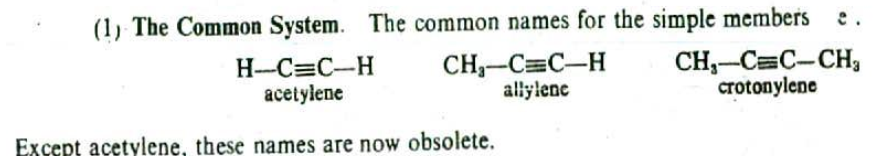 (1) The Common System. The common names for the simple members
H—C≡C—H CH₃—C≡C—H CH₃—C≡C—CH₃
acetylene allylene crotonylene
Except acetylene, these names are now obsolete.